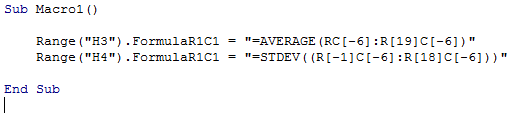 Sub Macro1()
Range("H3").FormulaR1C1 = "=AVERAGE(RC[-6]:R[19]C[-6])"
Range("H4").FormulaR1C1 = "=STDEV((R[-1]C[-6]:R[18]C[-6]))"
End Sub